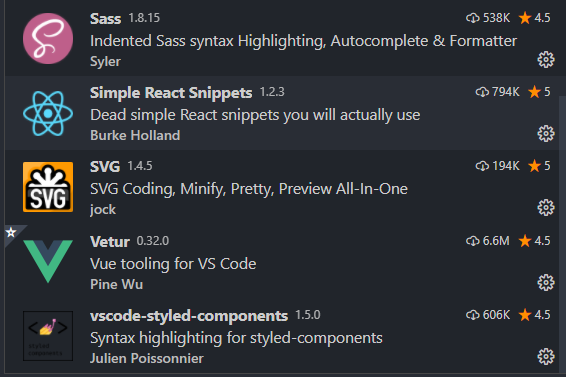 Sass 1.8.15 538K 4.5
Indented Sass syntax Highlighting, Autocomplete & Formatter
Syler
Simple React Snippets 1.2.3 794K 5
Dead simple React snippets you will actually use
Burke Holland
SVG
SVG 1.4.5 194K 5
SVG Coding, Minify, Pretty, Preview All-In-One
jock
Vetur 0.32.0 6.6M 4.5
Vue tooling for VS Code
Pine Wu
vscode-styled-components 1.5.0 606K 4.5
Syntax highlighting for styled-components
styled
components
Julien Poissonnier